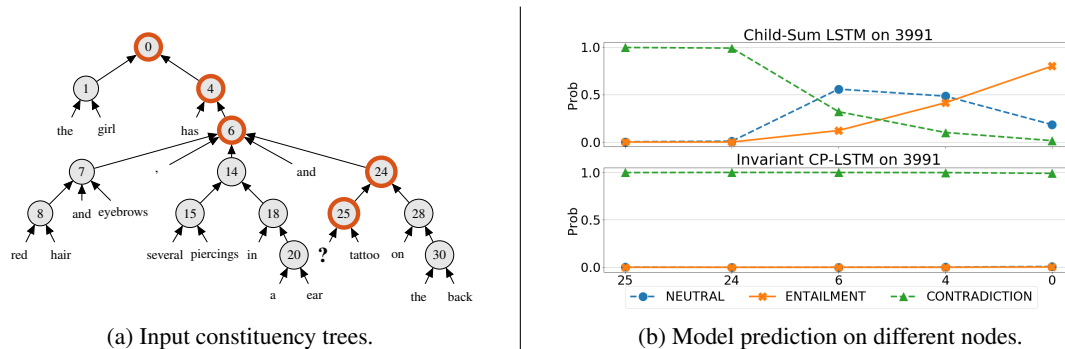 0
1
4
the girl
has
6
7
,
14
and
24
8
and eyebrows
15
18
25
28
red hair
several piercings in
20
? tattoo on
30
a ear
the back
(a) Input constituency trees.
Child-Sum LSTM on 3991
1.0
0.5
0.0
Prob
Invariant CP-LSTM on 3991
1.0
0.5
0.0
Prob
25 24 6 4 0
NEUTRAL ENTAILMENT CONTRADICTION
(b) Model prediction on different nodes.